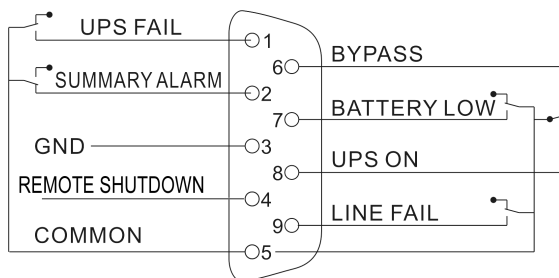 UPS FAIL
1
BYPASS
6
SUMMARY ALARM
2
BATTERY LOW
7
GND
3
UPS ON
8
REMOTE SHUTDOWN
4
LINE FAIL
9
COMMON
5